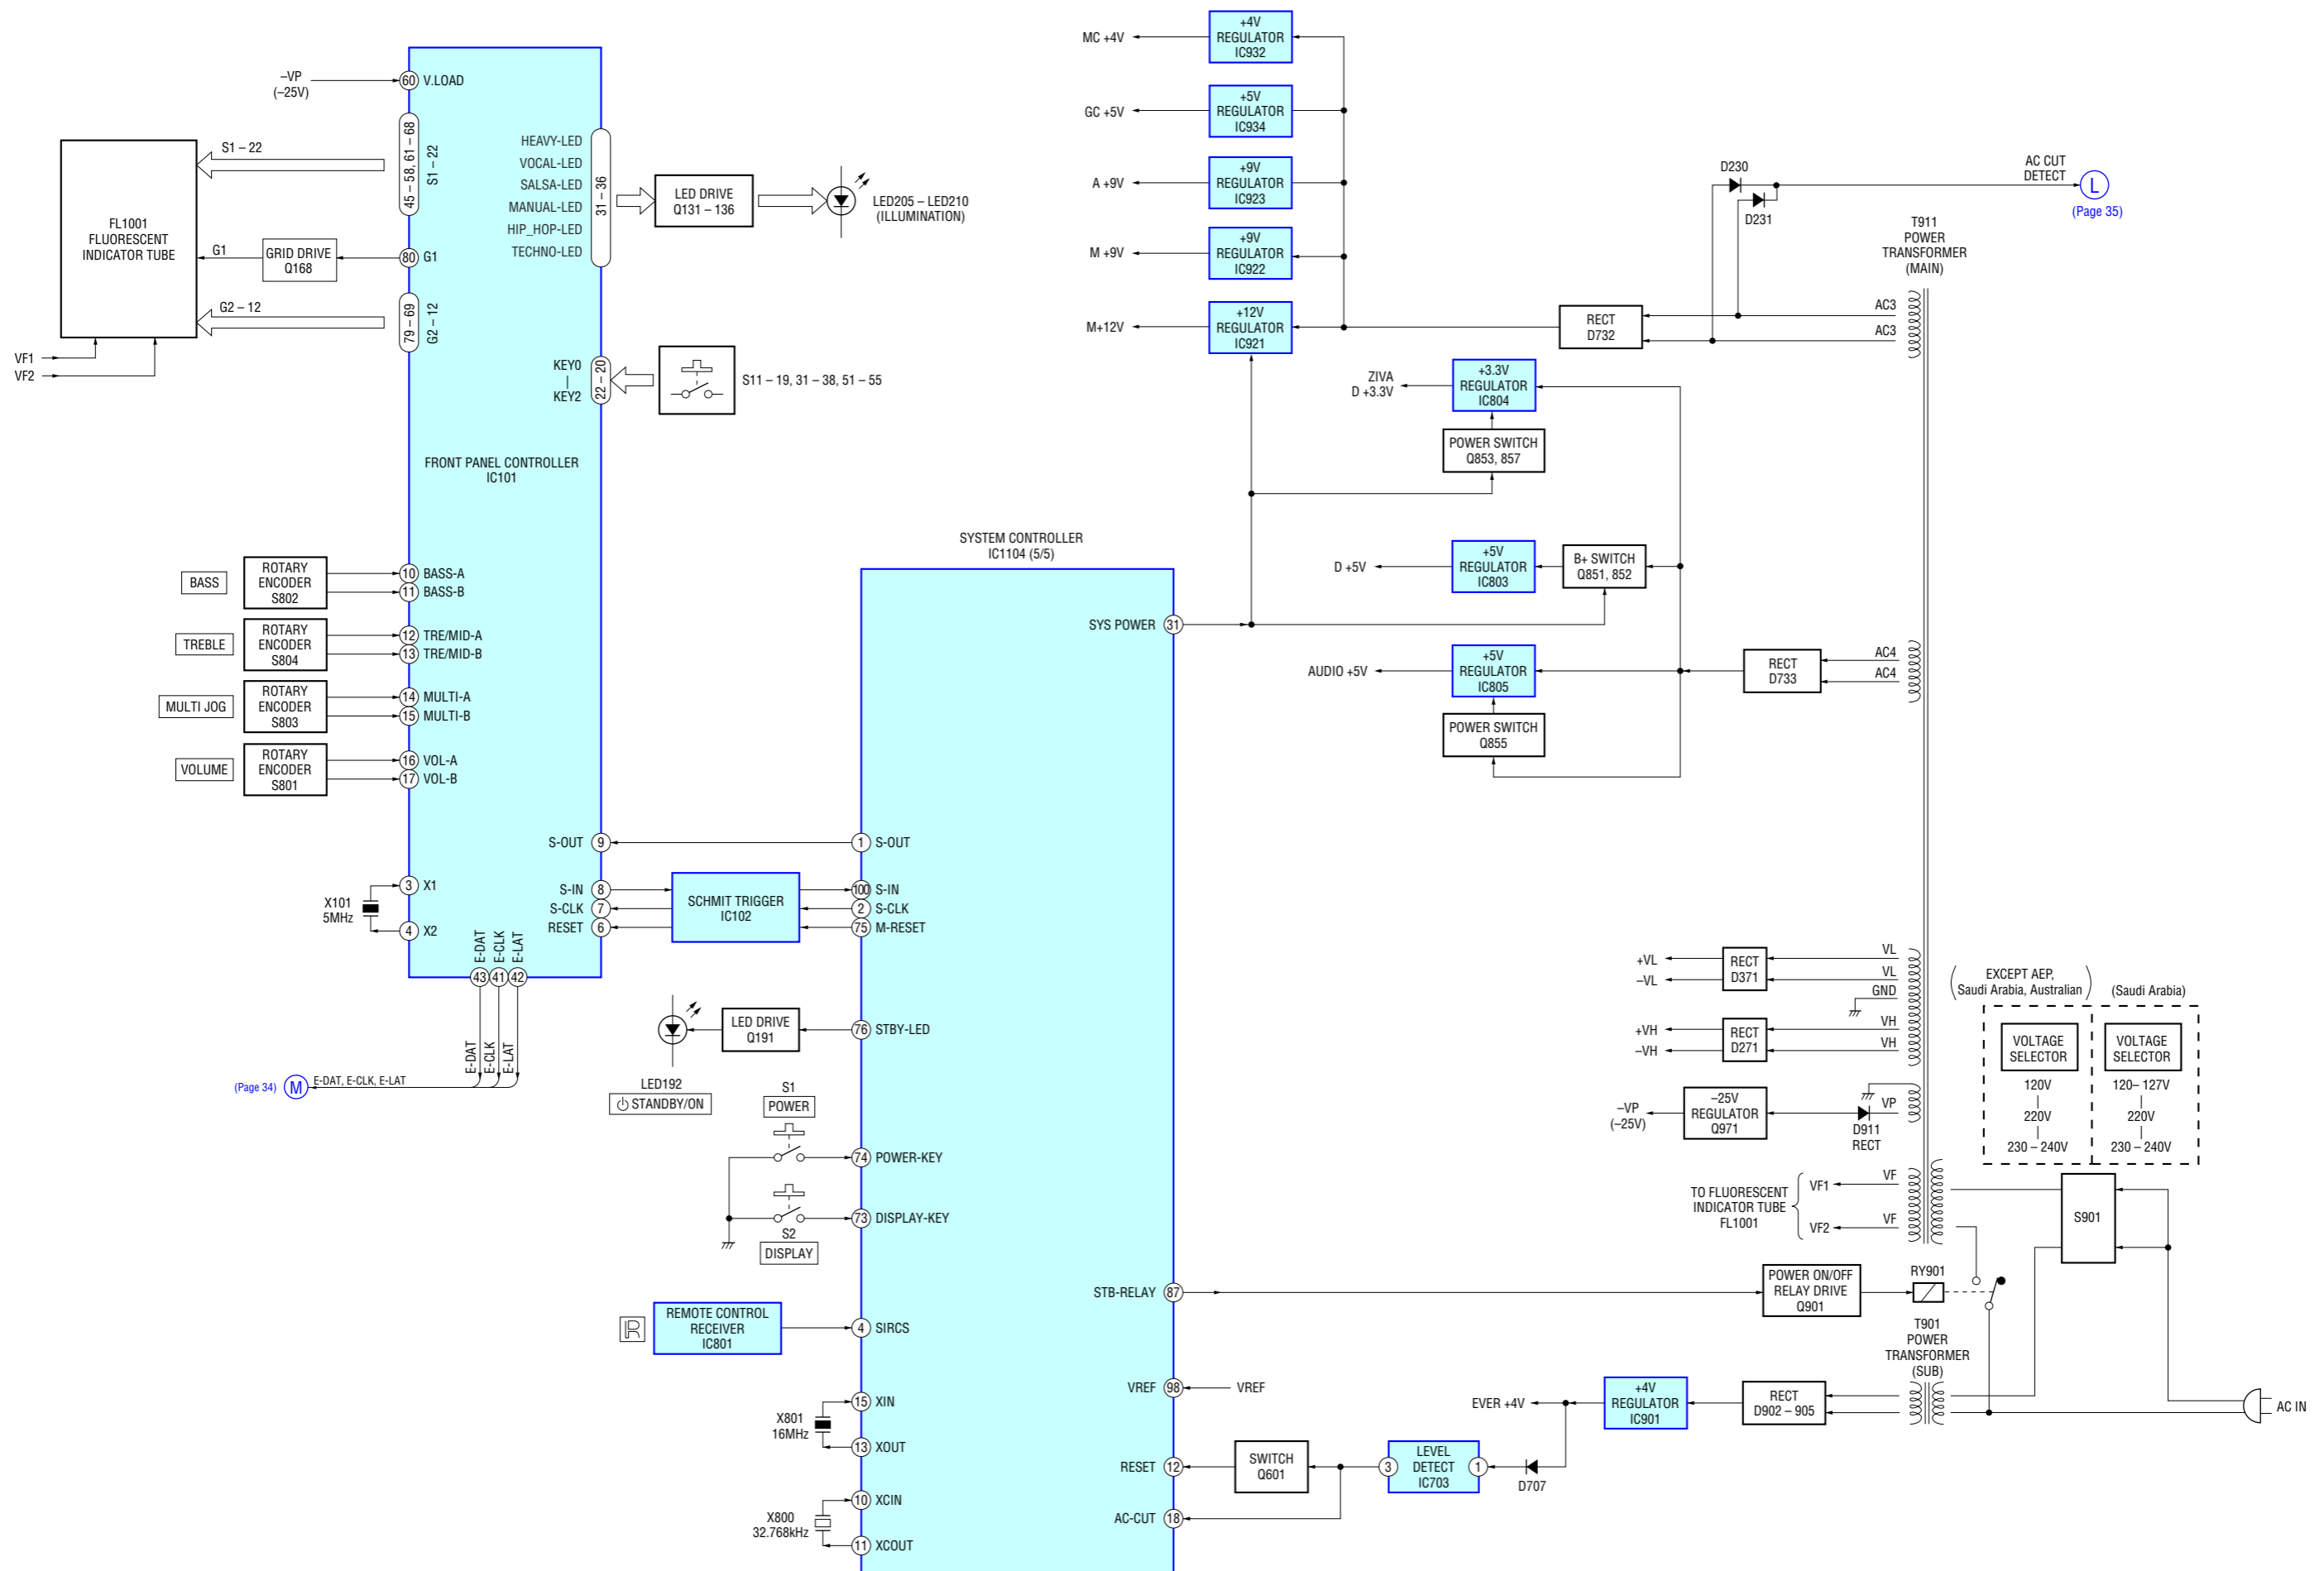 –VP
(–25V)
60 V.LOAD
FL1001
FLUORESCENT
INDICATOR TUBE
S1 – 22
45 – 58, 61 – 68
S1 – 22
G1
GRID DRIVE
Q168
80 G1
G2 – 12
79 – 69
G2 – 12
VF1
VF2
HEAVY-LED
VOCAL-LED
SALSA-LED
MANUAL-LED
HIP_HOP-LED
TECHNO-LED
31 – 36
LED DRIVE
Q131 – 136
LED205 – LED210
(ILLUMINATION)
KEY0
|
KEY2
22 – 20
S11 – 19, 31 – 38, 51 – 55
FRONT PANEL CONTROLLER
IC101
BASS
ROTARY
ENCODER
S802
10 BASS-A
11 BASS-B
TREBLE
ROTARY
ENCODER
S804
12 TRE/MID-A
13 TRE/MID-B
MULTI JOG
ROTARY
ENCODER
S803
14 MULTI-A
15 MULTI-B
VOLUME
ROTARY
ENCODER
S801
16 VOL-A
17 VOL-B
X101
5MHz
3 X1
4 X2
S-OUT 9
S-IN 8
S-CLK 7
RESET 6
SCHMIT TRIGGER
IC102
E-DAT
E-CLK
E-LAT
43 41 42
E-DAT
E-CLK
E-LAT
(Page 34) M E-DAT, E-CLK, E-LAT
SYSTEM CONTROLLER
IC1104 (5/5)
1 S-OUT
100 S-IN
2 S-CLK
75 M-RESET
LED DRIVE
Q191
76 STBY-LED
LED192
STANDBY/ON
S1
POWER
74 POWER-KEY
73 DISPLAY-KEY
S2
DISPLAY
R
REMOTE CONTROL
RECEIVER
IC801
4 SIRCS
X801
16MHz
15 XIN
13 XOUT
X800
32.768kHz
10 XCIN
11 XCOUT
SYS POWER 31
STB-RELAY 87
VREF 98 VREF
RESET 12
AC-CUT 18
MC +4V
+4V
REGULATOR
IC932
GC +5V
+5V
REGULATOR
IC934
A +9V
+9V
REGULATOR
IC923
M +9V
+9V
REGULATOR
IC922
M+12V
+12V
REGULATOR
IC921
RECT
D732
AC3
AC3
D230
D231
AC CUT
DETECT
L
(Page 35)
T911
POWER
TRANSFORMER
(MAIN)
ZIVA
D +3.3V
+3.3V
REGULATOR
IC804
POWER SWITCH
Q853, 857
D +5V
+5V
REGULATOR
IC803
B+ SWITCH
Q851, 852
AUDIO +5V
+5V
REGULATOR
IC805
POWER SWITCH
Q855
RECT
D733
AC4
AC4
+VL
–VL
RECT
D371
VL
VL
GND
+VH
–VH
RECT
D271
VH
VH
–VP
(–25V)
–25V
REGULATOR
Q971
D911
RECT
VP
TO FLUORESCENT
INDICATOR TUBE
FL1001
VF1
VF2
VF
VF
EXCEPT AEP,
Saudi Arabia, Australian
(Saudi Arabia)
VOLTAGE
SELECTOR
120V
|
220V
|
230 – 240V
VOLTAGE
SELECTOR
120– 127V
|
220V
|
230 – 240V
S901
POWER ON/OFF
RELAY DRIVE
Q901
RY901
T901
POWER
TRANSFORMER
(SUB)
EVER +4V
+4V
REGULATOR
IC901
RECT
D902 – 905
AC IN
SWITCH
Q601
3
LEVEL
DETECT
IC703
1
D707